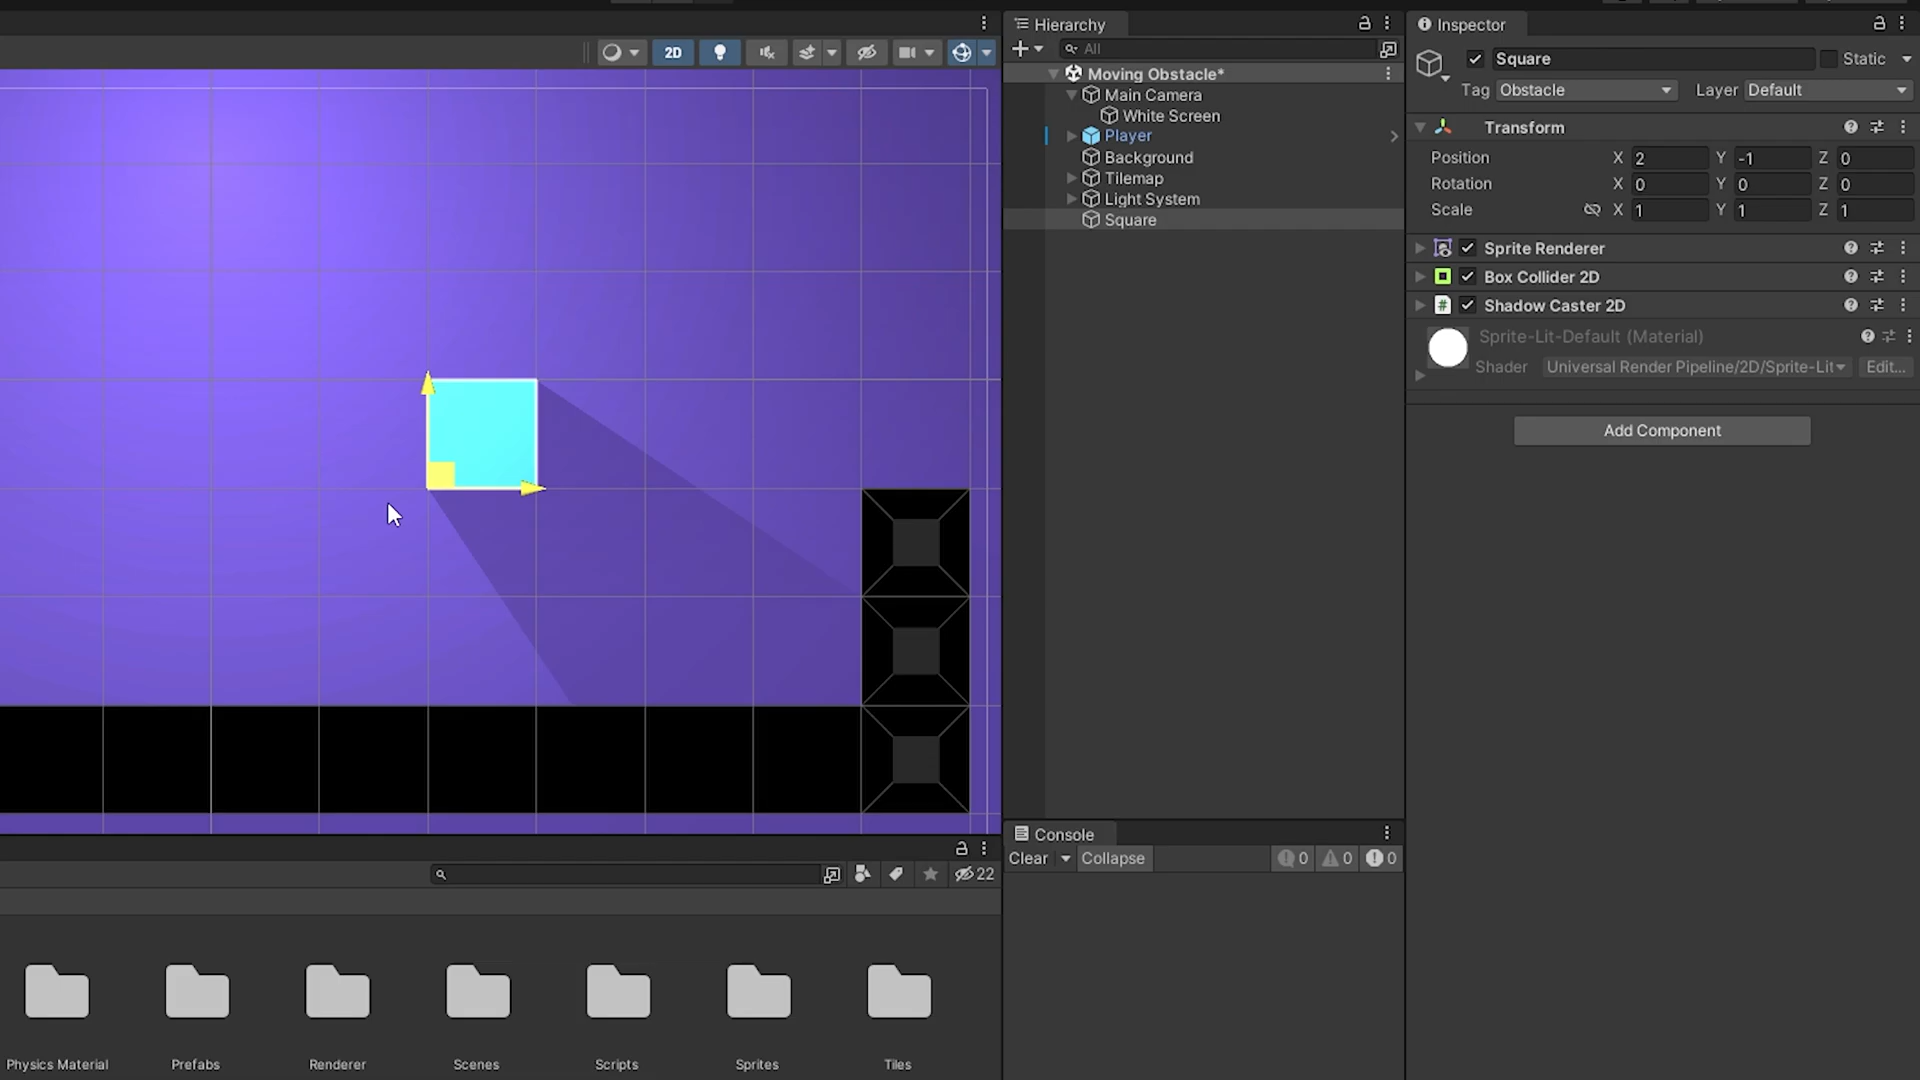 2D
Hierarchy
All
Moving Obstacle*
Main Camera
White Screen
Player
Background
Tilemap
Light System
Square
Inspector
Square
Static
Tag Obstacle Layer Default
Transform
Position X 2 Y -1 Z 0
Rotation X 0 Y 0 Z 0
Scale X 1 Y 1 Z 1
Sprite Renderer
Box Collider 2D
Shadow Caster 2D
#
Sprite-Lit-Default (Material)
Shader Universal Render Pipeline/2D/Sprite-Lit Edit...
Add Component
Console
Clear Collapse 0 0 0
22
Physics Material
Prefabs
Renderer
Scenes
Scripts
Sprites
Tiles